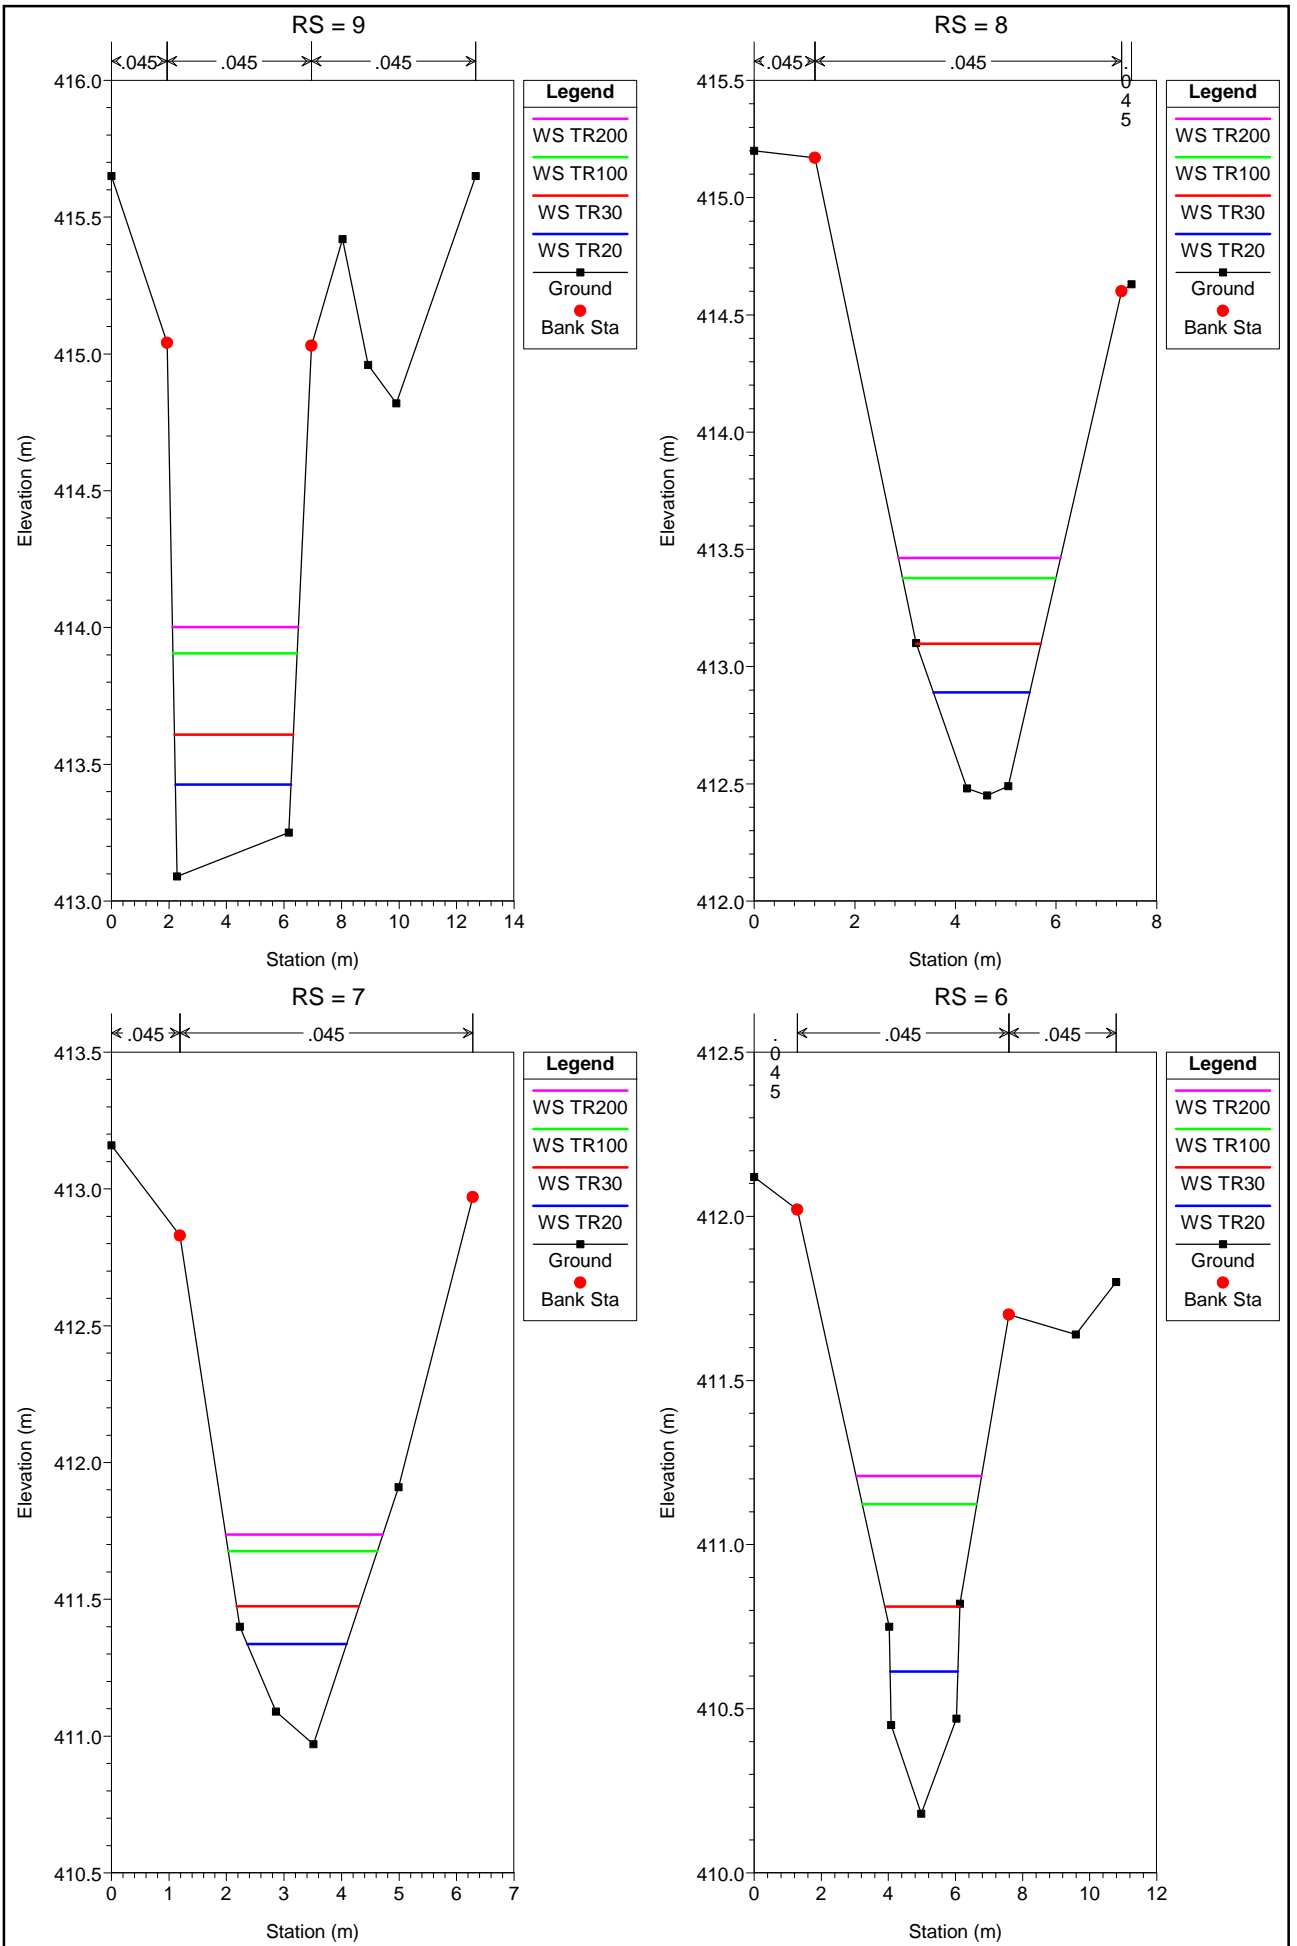 RS = 9
.045 .045 .045
Elevation (m)
416.0
415.5
415.0
414.5
414.0
413.5
413.0
0 2 4 6 8 10 12 14
Station (m)
Legend
WS TR200
WS TR100
WS TR30
WS TR20
Ground
Bank Sta
RS = 8
.045 .045 .045
Elevation (m)
415.5
415.0
414.5
414.0
413.5
413.0
412.5
412.0
0 2 4 6 8
Station (m)
Legend
WS TR200
WS TR100
WS TR30
WS TR20
Ground
Bank Sta
RS = 7
.045 .045
Elevation (m)
413.5
413.0
412.5
412.0
411.5
411.0
410.5
0 1 2 3 4 5 6 7
Station (m)
Legend
WS TR200
WS TR100
WS TR30
WS TR20
Ground
Bank Sta
RS = 6
.045 .045 .045
Elevation (m)
412.5
412.0
411.5
411.0
410.5
410.0
0 2 4 6 8 10 12
Station (m)
Legend
WS TR200
WS TR100
WS TR30
WS TR20
Ground
Bank Sta